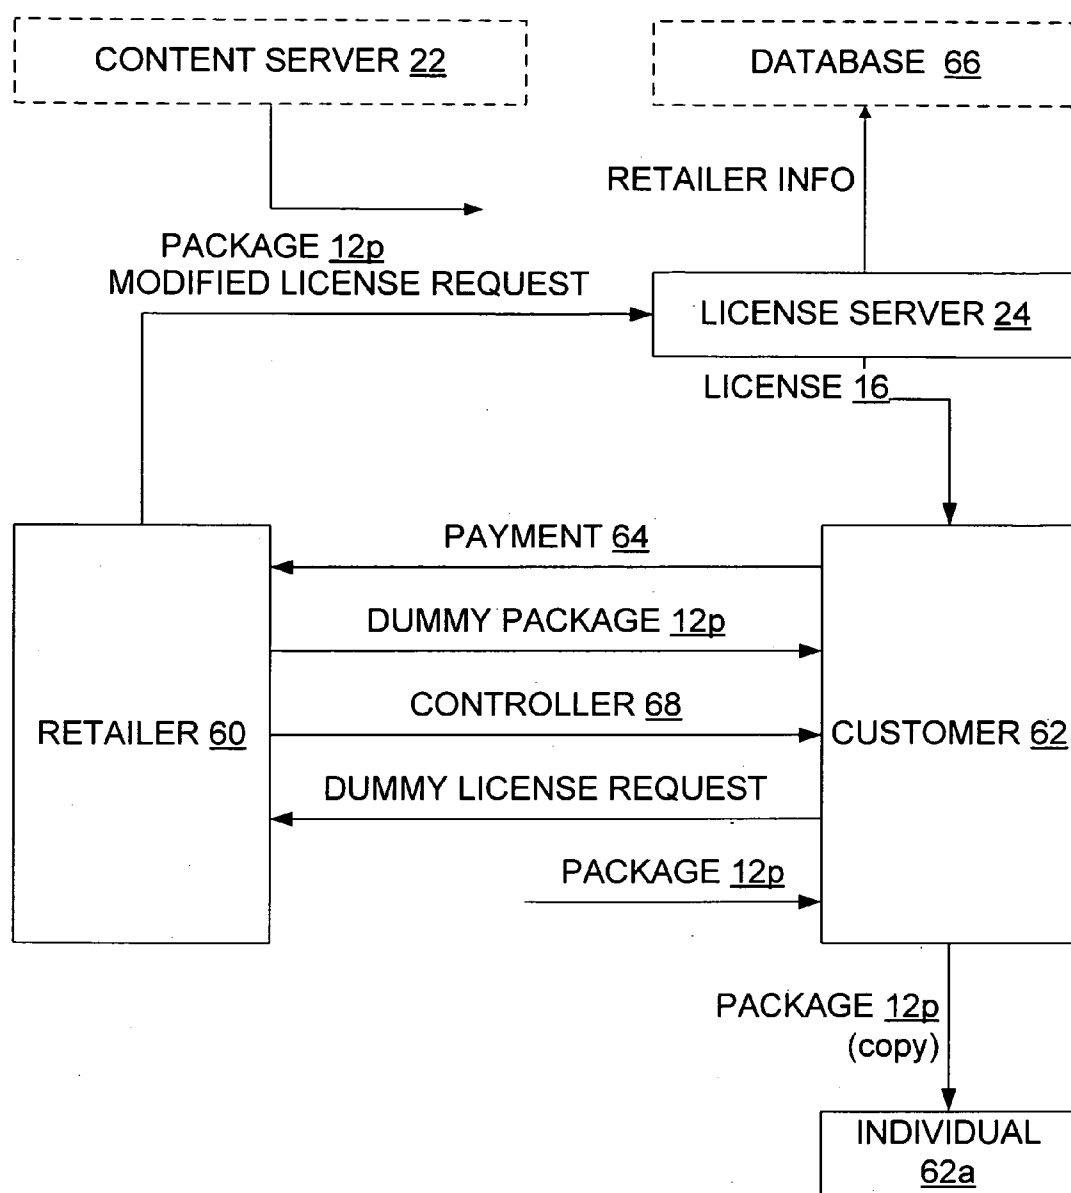 CONTENT SERVER 22
DATABASE 66
RETAILER INFO
PACKAGE 12p
MODIFIED LICENSE REQUEST
LICENSE SERVER 24
LICENSE 16
PAYMENT 64
DUMMY PACKAGE 12p
CONTROLLER 68
RETAILER 60
CUSTOMER 62
DUMMY LICENSE REQUEST
PACKAGE 12p
PACKAGE 12p
(copy)
INDIVIDUAL
62a